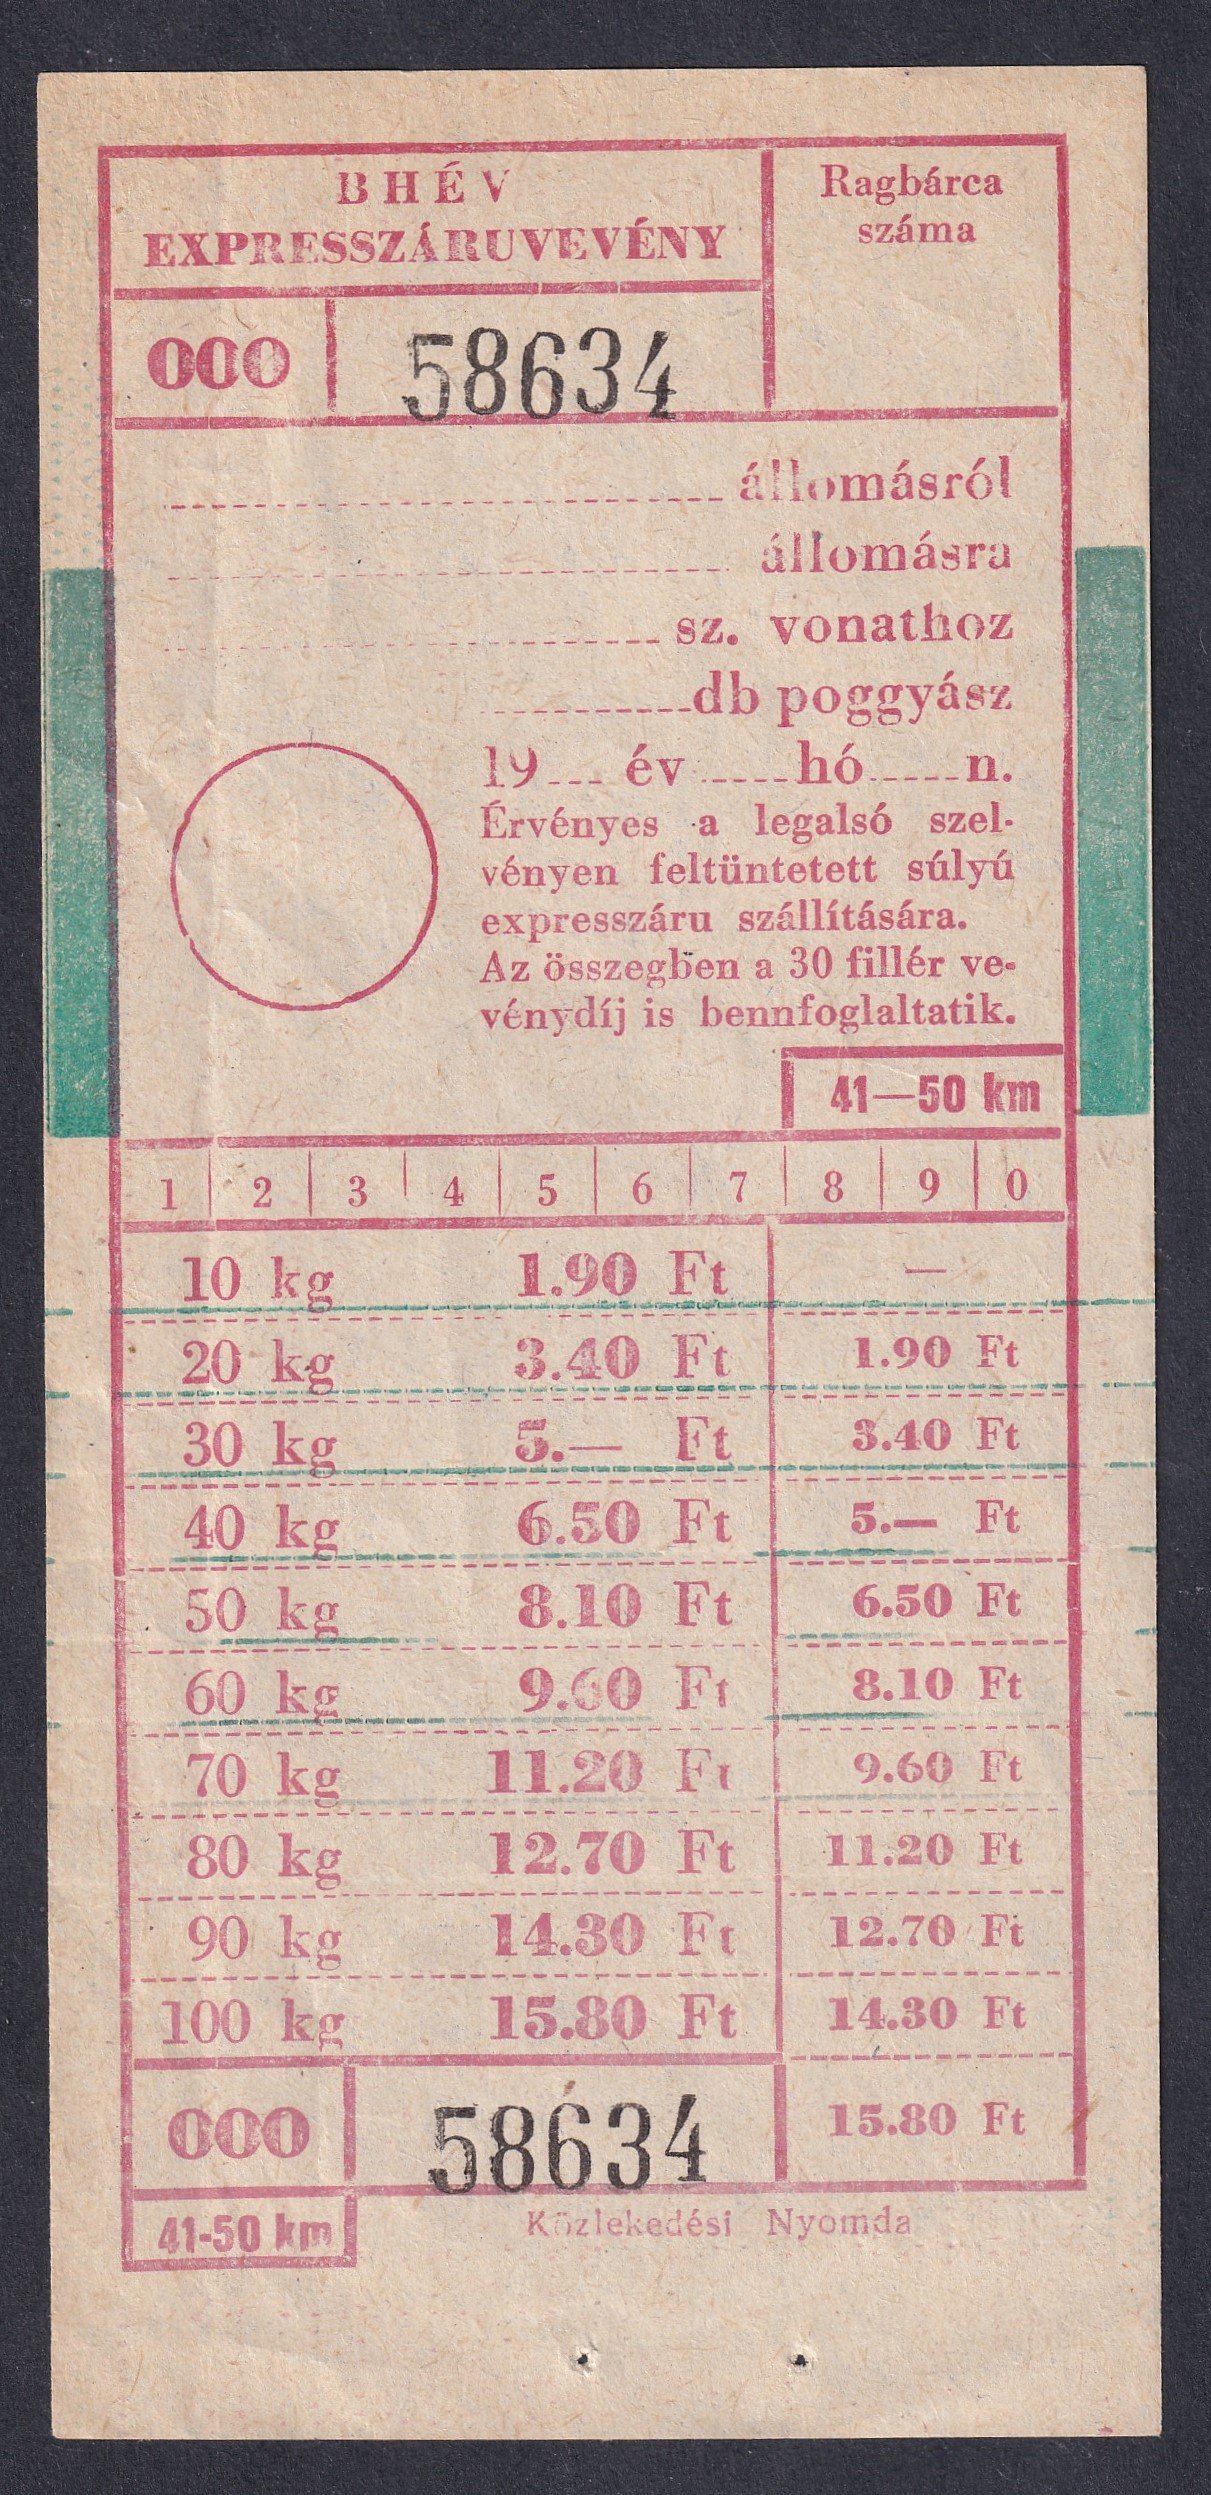 BHÉV
EXPRESSZÁRUVEVÉNY
Ragbárca
száma
000 58634
állomásról
állomásra
sz. vonathoz
db poggyász
19 év hó n.
Érvényes a legalsó szel-
vényen feltüntetett súlyú
expresszáru szállítására.
Az összegben a 30 fillér ve-
vénydíj is bennfoglaltatik.
41—50 km
1 2 3 4 5 6 7 8 9 0
10 kg 1.90 Ft —
20 kg 3.40 Ft 1.90 Ft
30 kg 5.— Ft 3.40 Ft
40 kg 6.50 Ft 5.— Ft
50 kg 8.10 Ft 6.50 Ft
60 kg 9.60 Ft 8.10 Ft
70 kg 11.20 Ft 9.60 Ft
80 kg 12.70 Ft 11.20 Ft
90 kg 14.30 Ft 12.70 Ft
100 kg 15.80 Ft 14.30 Ft
000 58634 15.80 Ft
41-50 km
Közlekedési Nyomda